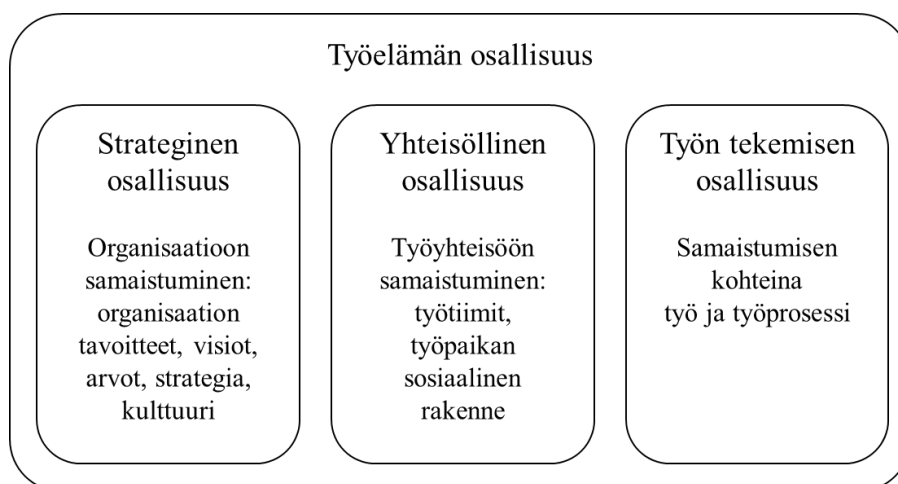 Työelämän osallisuus
Strateginen
osallisuus
Organisaatioon
samaistuminen:
organisaation
tavoitteet, visiot,
arvot, strategia,
kulttuuri
Yhteisöllinen
osallisuus
Työyhteisöön
samaistuminen:
työtiimit,
työpaikan
sosiaalinen
rakenne
Työn tekemisen
osallisuus
Samaistumisen
kohteina
työ ja työprosessi